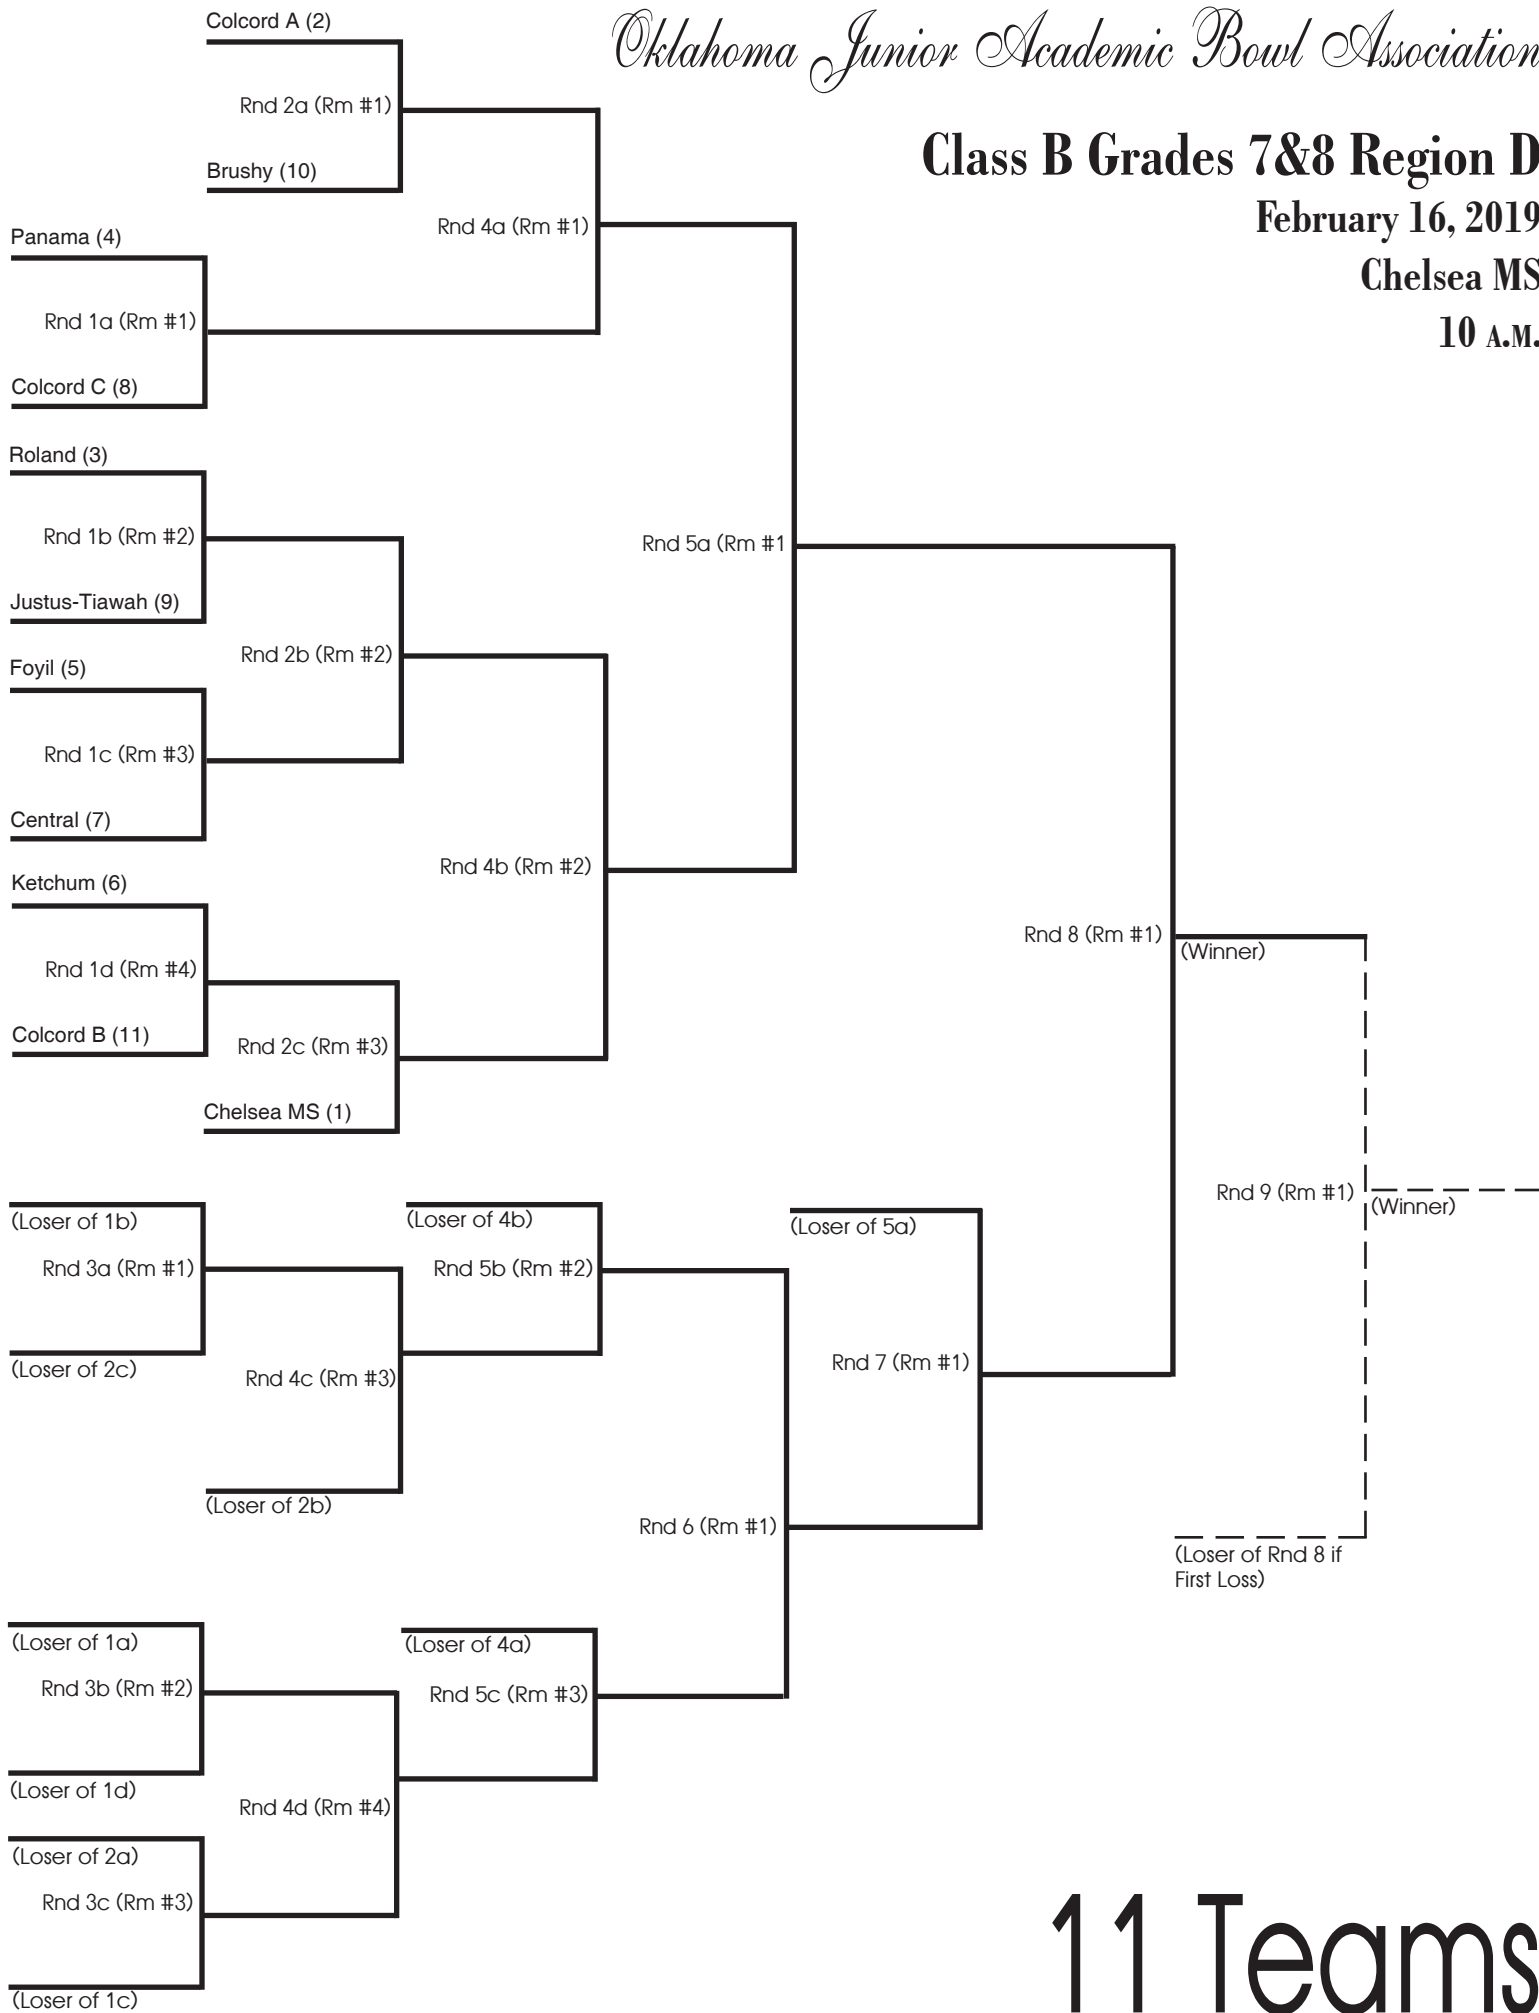 Oklahoma Junior Academic Bowl Association
Class B Grades 7&8 Region D
February 16, 2019
Chelsea MS
10 A.M.
Colcord A (2)
Rnd 2a (Rm #1)
Brushy (10)
Rnd 4a (Rm #1)
Panama (4)
Rnd 1a (Rm #1)
Colcord C (8)
Roland (3)
Rnd 1b (Rm #2)
Rnd 5a (Rm #1
Justus-Tiawah (9)
Rnd 2b (Rm #2)
Foyil (5)
Rnd 1c (Rm #3)
Central (7)
Rnd 4b (Rm #2)
Ketchum (6)
Rnd 8 (Rm #1)
(Winner)
Rnd 1d (Rm #4)
Colcord B (11)
Rnd 2c (Rm #3)
Chelsea MS (1)
Rnd 9 (Rm #1)
(Winner)
(Loser of 1b)
(Loser of 4b)
(Loser of 5a)
Rnd 3a (Rm #1)
Rnd 5b (Rm #2)
(Loser of 2c)
Rnd 4c (Rm #3)
Rnd 7 (Rm #1)
(Loser of 2b)
Rnd 6 (Rm #1)
(Loser of Rnd 8 if
First Loss)
(Loser of 1a)
(Loser of 4a)
Rnd 3b (Rm #2)
Rnd 5c (Rm #3)
(Loser of 1d)
Rnd 4d (Rm #4)
(Loser of 2a)
Rnd 3c (Rm #3)
(Loser of 1c)
11 Teams